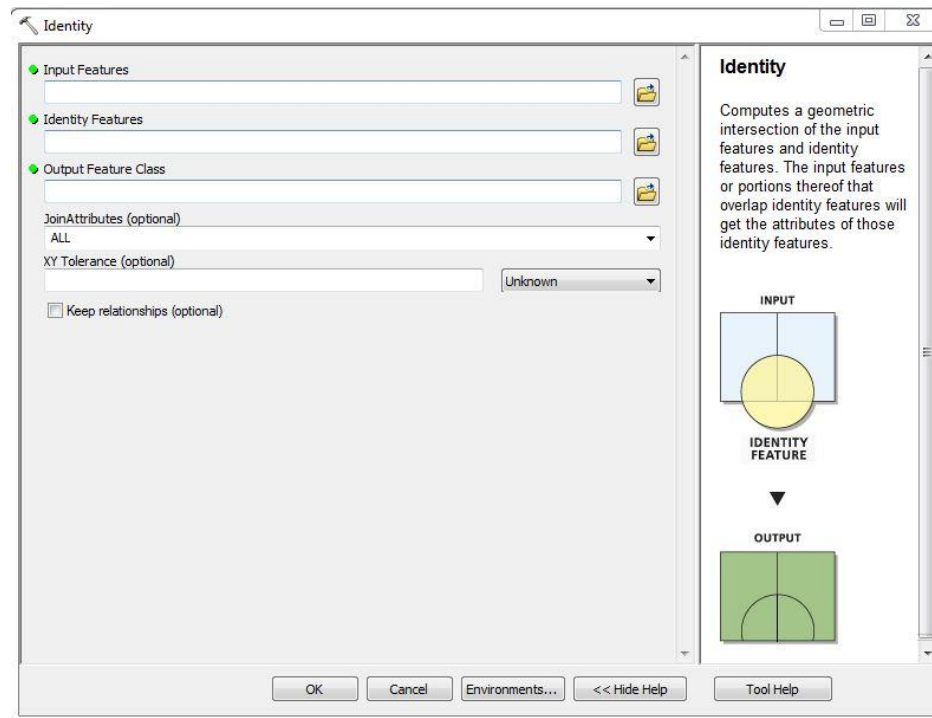 Identity
Input Features
Identity Features
Output Feature Class
JoinAttributes (optional)
ALL
XY Tolerance (optional)
Unknown
Keep relationships (optional)
Identity
Computes a geometric
intersection of the input
features and identity
features. The input features
or portions thereof that
overlap identity features will
get the attributes of those
identity features.
INPUT
IDENTITY
FEATURE
OUTPUT
OK
Cancel
Environments...
<< Hide Help
Tool Help